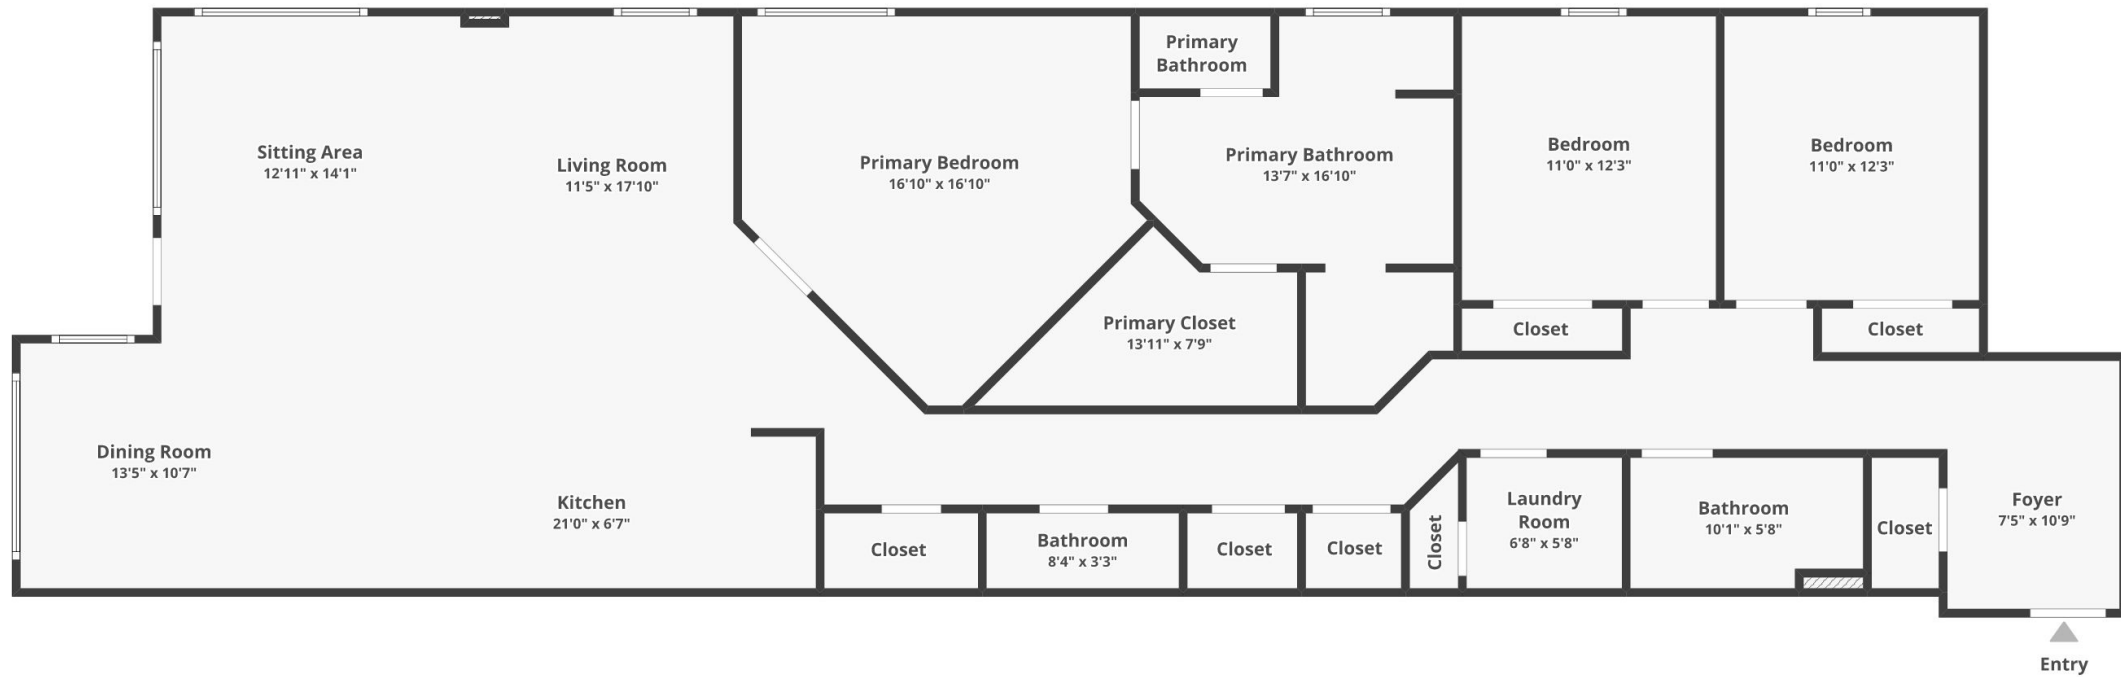 Primary
Bathroom
Sitting Area
12'11" x 14'1"
Living Room
11'5" x 17'10"
Primary Bedroom
16'10" x 16'10"
Primary Bathroom
13'7" x 16'10"
Bedroom
11'0" x 12'3"
Bedroom
11'0" x 12'3"
Primary Closet
13'11" x 7'9"
Closet
Closet
Dining Room
13'5" x 10'7"
Kitchen
21'0" x 6'7"
Closet
Bathroom
8'4" x 3'3"
Closet
Closet
Closet
Laundry
Room
6'8" x 5'8"
Bathroom
10'1" x 5'8"
Closet
Foyer
7'5" x 10'9"
Entry